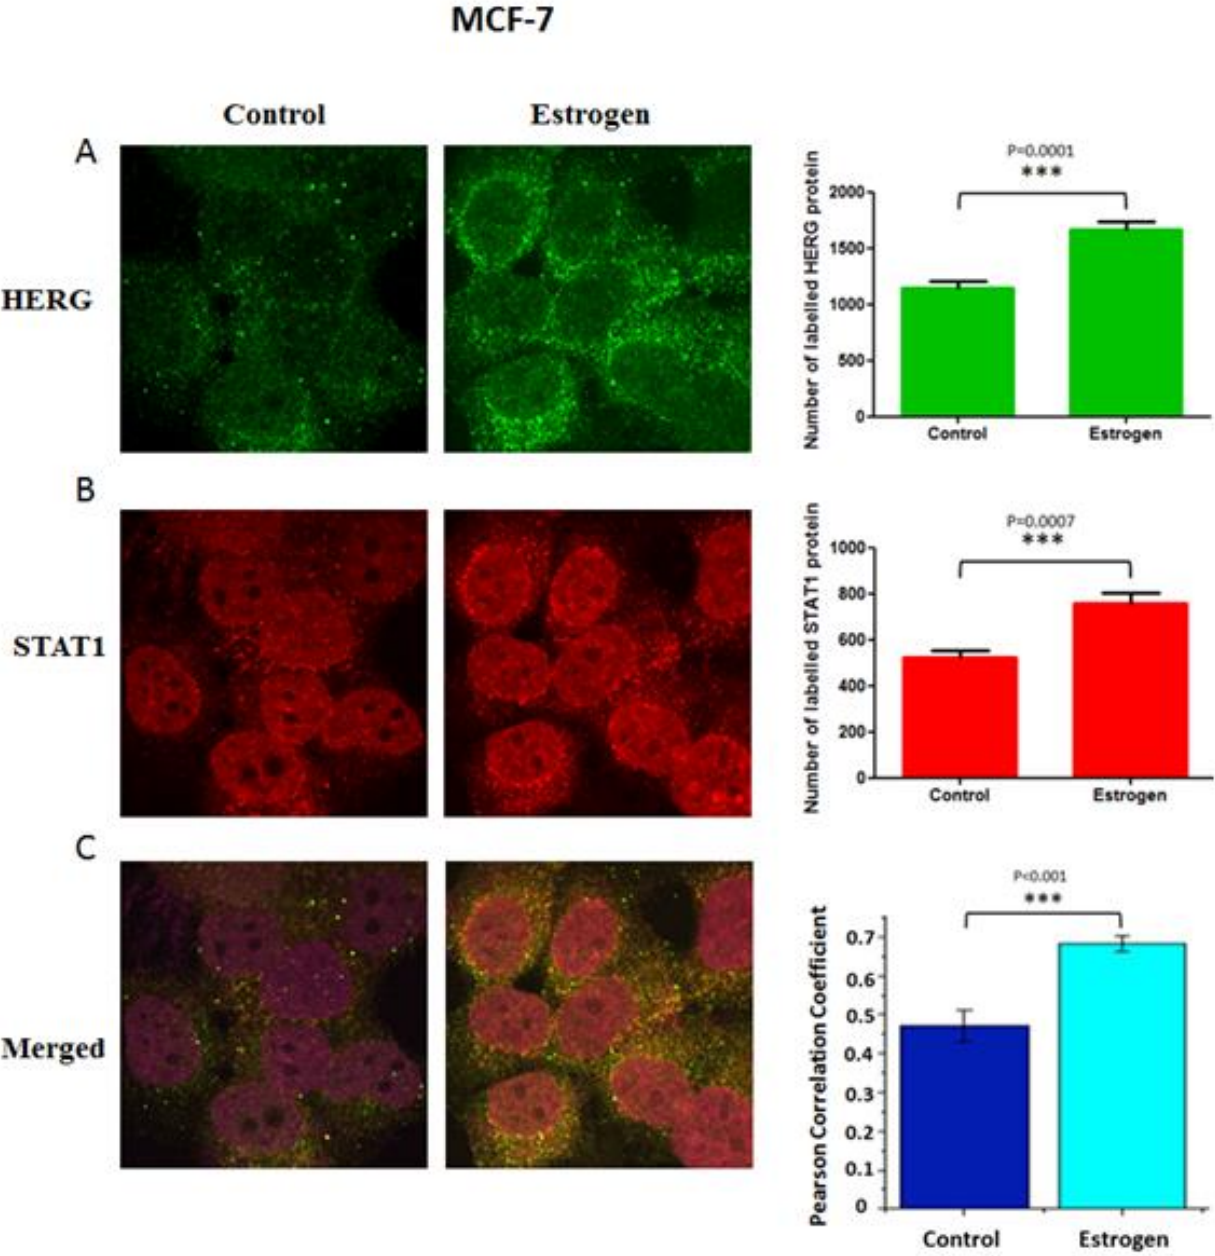 MCF-7
Control
Estrogen
A
HERG
P=0.0001
***
Number of labelled HERG protein
2000
1500
1000
500
0
Control
Estrogen
B
STAT1
P=0.0007
***
Number of labelled STAT1 protein
1000
800
600
400
200
0
Control
Estrogen
C
Merged
P<0.001
***
Pearson Correlation Coefficient
0.7
0.6
0.5
0.4
0.3
0.2
0.1
0
Control
Estrogen